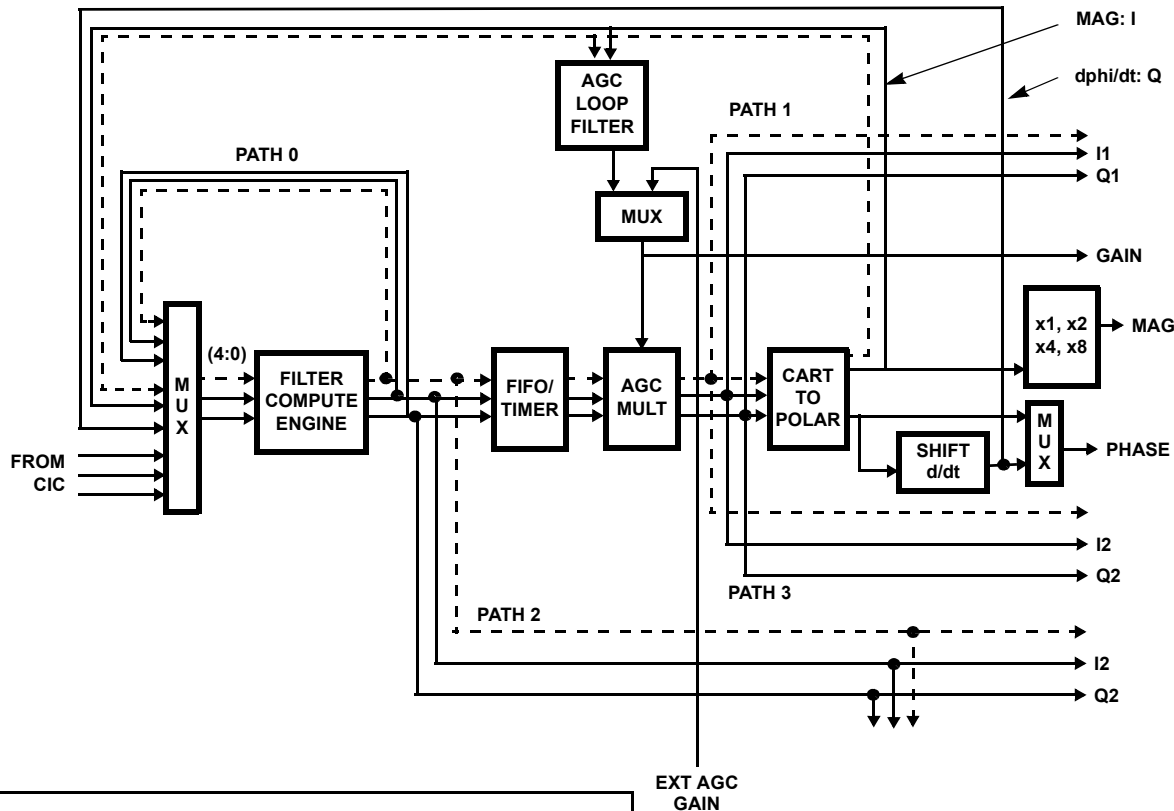 MAG: I
dphi/dt: Q
AGC
LOOP
FILTER
PATH 1
I1
Q1
PATH 0
MUX
GAIN
x1, x2
x4, x8
MAG
(4:0)
M
U
X
FILTER
COMPUTE
ENGINE
FIFO/
TIMER
AGC
MULT
CART
TO
POLAR
M
U
X
PHASE
SHIFT
d/dt
FROM
CIC
I2
Q2
PATH 3
PATH 2
I2
Q2
EXT AGC
GAIN